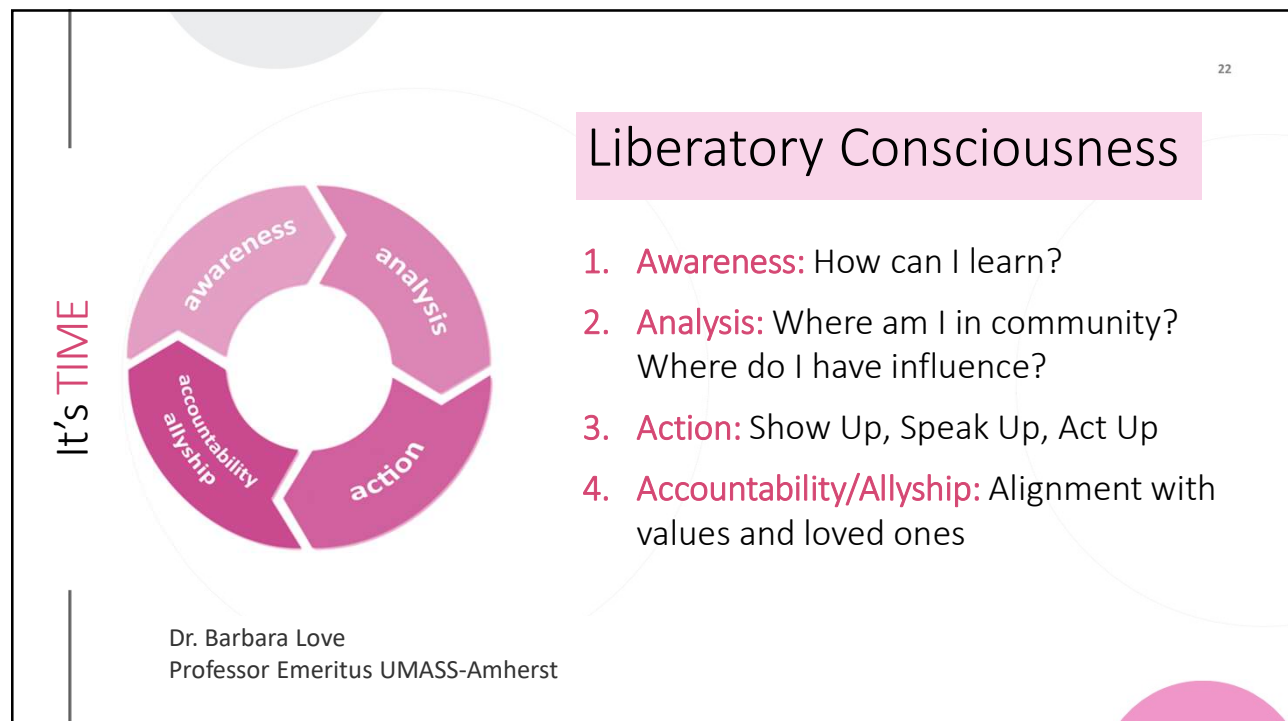 22
Liberatory Consciousness
It's TIME
awareness
analysis
action
accountability
allyship
1. Awareness: How can I learn?
2. Analysis: Where am I in community?
Where do I have influence?
3. Action: Show Up, Speak Up, Act Up
4. Accountability/Allyship: Alignment with
values and loved ones
Dr. Barbara Love
Professor Emeritus UMASS-Amherst